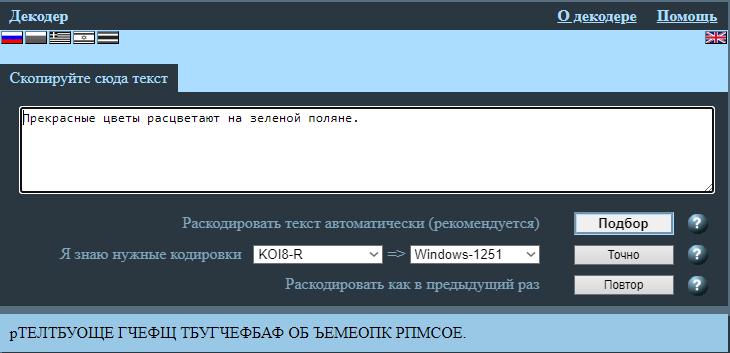 Декодер О декодере Помощь
Скопируйте сюда текст
Прекрасные цветы расцветают на зеленой поляне.
Раскодировать текст автоматически (рекомендуется) Подбор ?
Я знаю нужные кодировки KOI8-R => Windows-1251 Точно ?
Раскодировать как в предыдущий раз Повтор ?
рТЕЛТБУОЩЕ ГЧЕФЩ ТБУГЧЕФБАФ ОБ ЪЕМЕОПК РПМСОЕ.